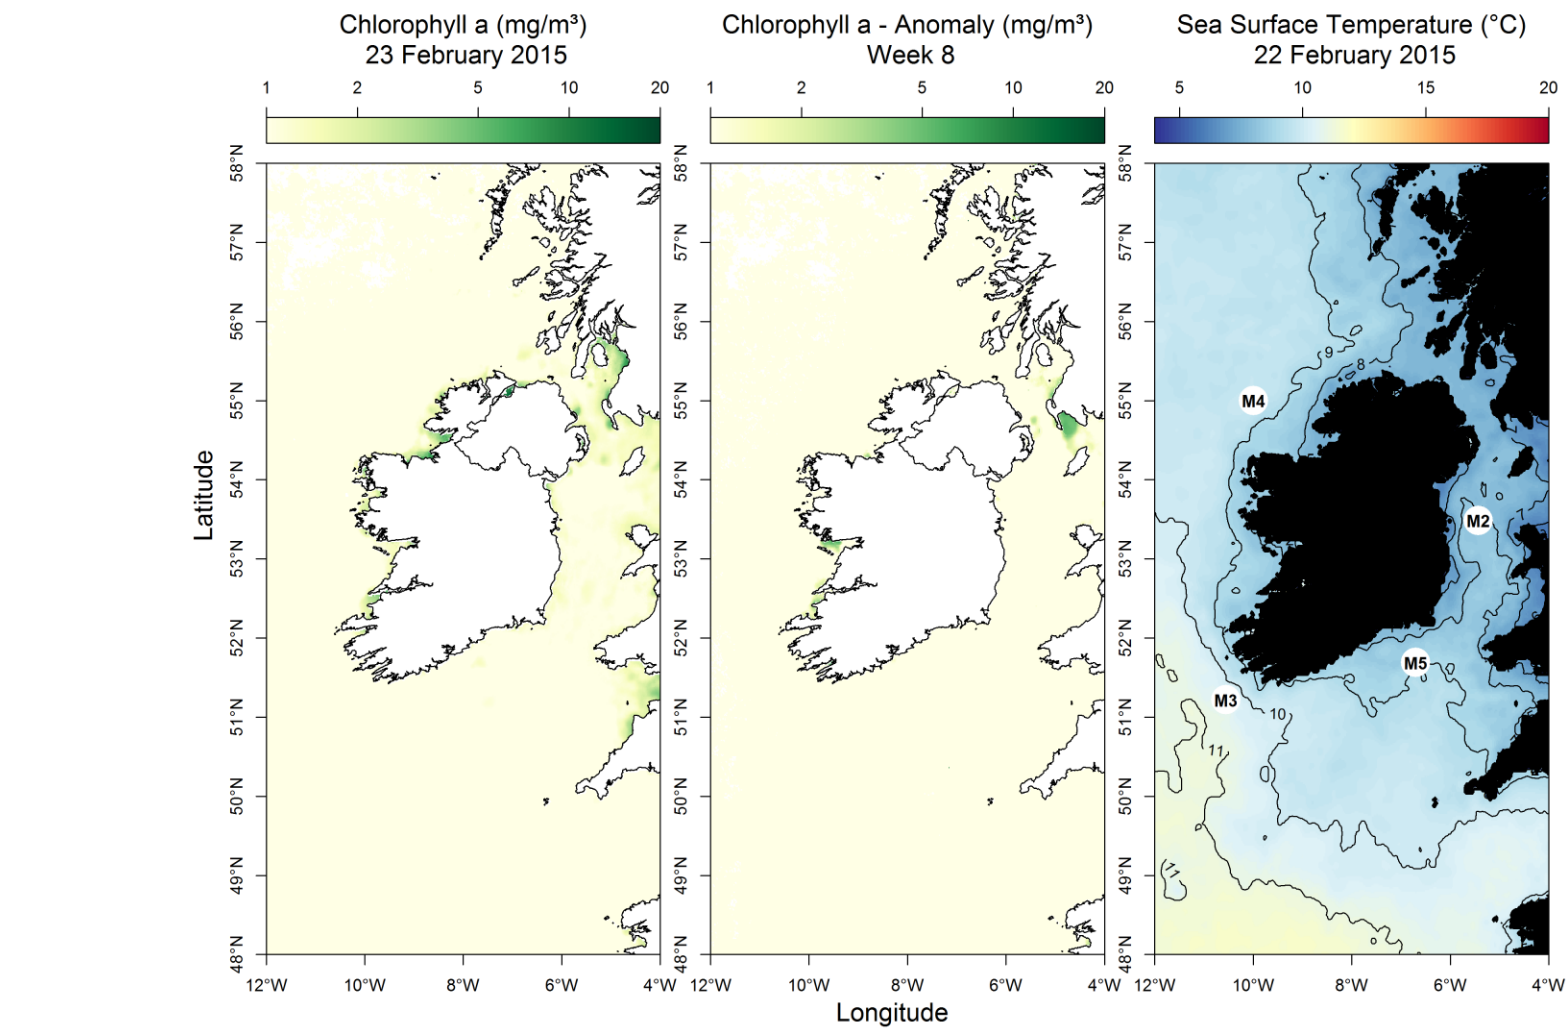 Chlorophyll a (mg/m³)
23 February 2015
1 2 5 10 20
Chlorophyll a - Anomaly (mg/m³)
Week 8
1 2 5 10 20
Sea Surface Temperature (°C)
22 February 2015
5 10 15 20
Latitude
58°N
57°N
56°N
55°N
54°N
53°N
52°N
51°N
50°N
49°N
48°N
12°W 10°W 8°W 6°W 4°W
58°N
57°N
56°N
55°N
54°N
53°N
52°N
51°N
50°N
49°N
48°N
12°W 10°W 8°W 6°W 4°W
58°N
57°N
56°N
55°N
54°N
53°N
52°N
51°N
50°N
49°N
48°N
9
8
M4
M2
M5
M3
10
11
11
12°W 10°W 8°W 6°W 4°W
Longitude